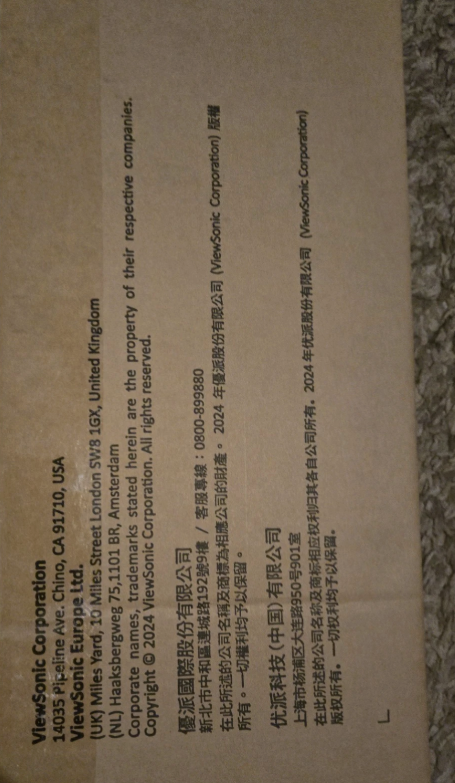 ViewSonic Corporation
14035 Pipeline Ave. Chino, CA 91710, USA
ViewSonic Europe Ltd.
(UK) Miles Yard, 10 Miles Street London SW8 1GX, United Kingdom
(NL) Haaksbergweg 75,1101 BR, Amsterdam
Corporate names, trademarks stated herein are the property of their respective companies.
Copyright © 2024 ViewSonic Corporation. All rights reserved.
優派國際股份有限公司
新北市中和區連城路192號9樓 / 客服專線：0800-899880
在此所述的公司名稱及商標為相應公司的財產。 2024 年優派股份有限公司 (ViewSonic Corporation) 版權
所有。一切權利均予以保留。
优派科技(中国)有限公司
上海市杨浦区大连路950号901室
在此所述的公司名称及商标相应权利归其各自公司所有。2024 年优派股份有限公司 (ViewSonic Corporation)
版权所有。一切权利均予以保留。